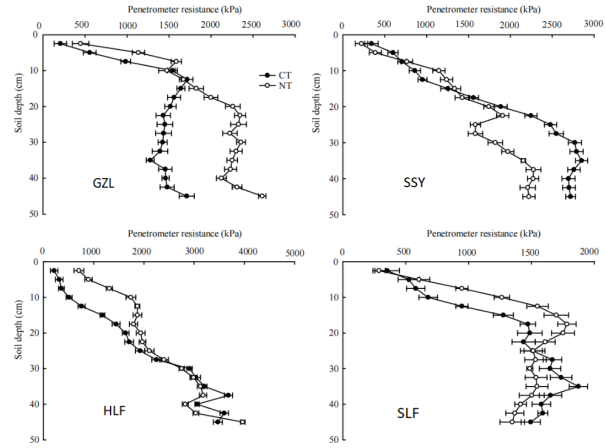 Penetrometer resistance (kPa)
0 500 1000 1500 2000 2500 3000
0
10
20
30
40
50
Soil depth (cm)
CT
NT
GZL
Penetrometer resistance (kPa)
0 500 1000 1500 2000 2500 3000
0
10
20
30
40
50
Soil depth (cm)
SSY
Penetrometer resistance (kPa)
0 1000 2000 3000 4000 5000
0
10
20
30
40
50
Soil depth (cm)
HLF
Penetrometer resistance (kPa)
0 500 1000 1500 2000
0
10
20
30
40
50
Soil depth (cm)
SLF